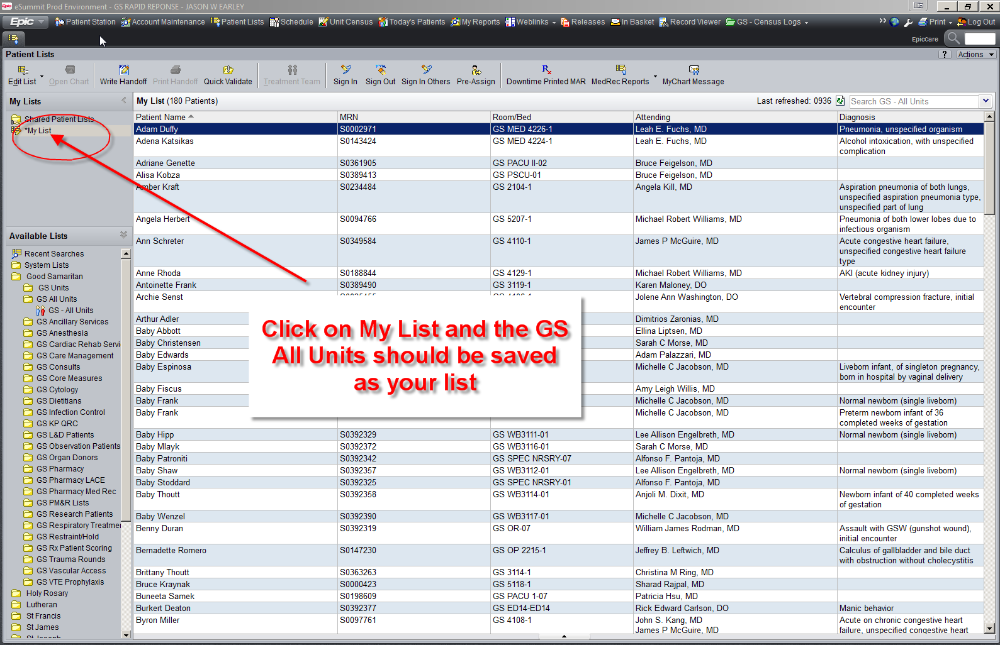 Epic eSummit Prod Environment - GS RAPID REPONSE - JASON W EARLEY
Epic Patient Station Account Maintenance Patient Lists Schedule Unit Census Today's Patients My Reports Weblinks Releases In Basket Record Viewer GS - Census Logs » Print Log Out
EpicCare
Patient Lists ? Actions
Edit List Open Chart Write Handoff Print Handoff Quick Validate Treatment Team Sign In Sign Out Sign In Others Pre-Assign Downtime Printed MAR MedRec Reports MyChart Message
My Lists
Shared Patient Lists
*My List
Available Lists
Recent Searches
System Lists
Good Samaritan
GS Units
GS All Units
GS - All Units
GS Ancillary Services
GS Anesthesia
GS Cardiac Rehab Servi
GS Care Management
GS Consults
GS Core Measures
GS Cytology
GS Dietitians
GS Infection Control
GS KP QRC
GS L&D Patients
GS Observation Patients
GS Organ Donors
GS Pharmacy
GS Pharmacy LACE
GS Pharmacy Med Rec
GS PM&R Lists
GS Research Patients
GS Respiratory Treatmer
GS Restraint/Hold
GS Rx Patient Scoring
GS Trauma Rounds
GS Vascular Access
GS VTE Prophylaxis
Holy Rosary
Lutheran
St Francis
St James
My List (180 Patients) Last refreshed: 0936 Search GS - All Units
Patient Name MRN Room/Bed Attending Diagnosis
Adam Duffy S0002971 GS MED 4226-1 Leah E. Fuchs, MD Pneumonia, unspecified organism
Adena Katsikas S0143424 GS MED 4224-1 Leah E. Fuchs, MD Alcohol intoxication, with unspecified
complication
Adriane Genette S0361905 GS PACU II-02 Bruce Feigelson, MD
Alisa Kobza S0389413 GS PSCU-01 Bruce Feigelson, MD
Amber Kraft S0234484 GS 2104-1 Angela Kill, MD Aspiration pneumonia of both lungs,
unspecified aspiration pneumonia type,
unspecified part of lung
Angela Herbert S0094766 GS 5207-1 Michael Robert Williams, MD Pneumonia of both lower lobes due to
infectious organism
Ann Schreter S0349584 GS 4110-1 James P McGuire, MD Acute congestive heart failure,
unspecified congestive heart failure
type
Anne Rhoda S0188844 GS 4129-1 Michael Robert Williams, MD AKI (acute kidney injury)
Antoinette Frank S0389490 GS 3119-1 Karen Maloney, DO
Archie Senst Jolene Ann Washington, DO Vertebral compression fracture, initial
encounter
Arthur Adler Dimitrios Zaronias, MD
Baby Abbott Ellina Liptsen, MD
Baby Christensen Sarah C Morse, MD
Baby Edwards Adam Palazzari, MD
Baby Espinosa Michelle C Jacobson, MD Liveborn infant, of singleton pregnancy,
born in hospital by vaginal delivery
Baby Fiscus Amy Leigh Willis, MD
Baby Frank Michelle C Jacobson, MD Normal newborn (single liveborn)
Baby Frank Michelle C Jacobson, MD Preterm newborn infant of 36
completed weeks of gestation
Baby Hipp S0392329 GS WB3111-01 Lee Allison Engelbreth, MD Normal newborn (single liveborn)
Baby Mlayk S0392372 GS WB3116-01 Sarah C Morse, MD
Baby Patroniti S0392342 GS SPEC NRSRY-07 Alfonso F. Pantoja, MD
Baby Shaw S0392357 GS WB3112-01 Lee Allison Engelbreth, MD Normal newborn (single liveborn)
Baby Stoddard S0392325 GS SPEC NRSRY-01 Alfonso F. Pantoja, MD
Baby Thoutt S0392358 GS WB3114-01 Anjoli M. Dixit, MD Newborn infant of 40 completed weeks
of gestation
Baby Wenzel S0392390 GS WB3117-01 Michelle C Jacobson, MD
Benny Duran S0392319 GS OR-07 William James Rodman, MD Assault with GSW (gunshot wound),
initial encounter
Bernadette Romero S0147230 GS OP 2215-1 Jeffrey B. Leftwich, MD Calculus of gallbladder and bile duct
with obstruction without cholecystitis
Brittany Thoutt S0363263 GS 3114-1 Christina M Ring, MD
Bruce Kraynak S0000423 GS 5118-1 Sharad Rajpal, MD
Buneeta Samek S0198609 GS PACU 1-07 Patricia Hsu, MD
Burkert Deaton S0392377 GS ED14-ED14 Rick Edward Carlson, DO Manic behavior
Byron Miller S0097761 GS 4108-1 John S. Kang, MD Acute on chronic congestive heart
James P McGuire, MD failure, unspecified congestive heart
Click on My List and the GS
All Units should be saved
as your list